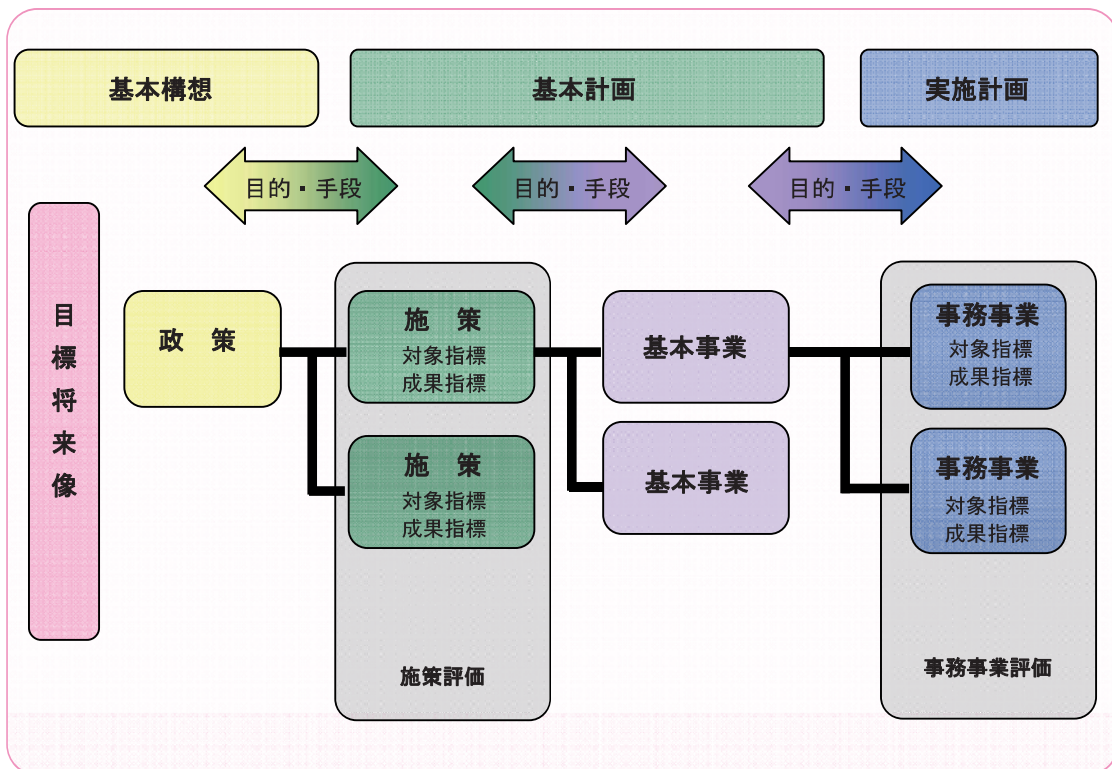 基本構想
基本計画
実施計画
目的・手段
目的・手段
目的・手段
目標将来像
政　策
施　策
対象指標
成果指標
施　策
対象指標
成果指標
施策評価
基本事業
基本事業
事務事業
対象指標
成果指標
事務事業
対象指標
成果指標
事務事業評価